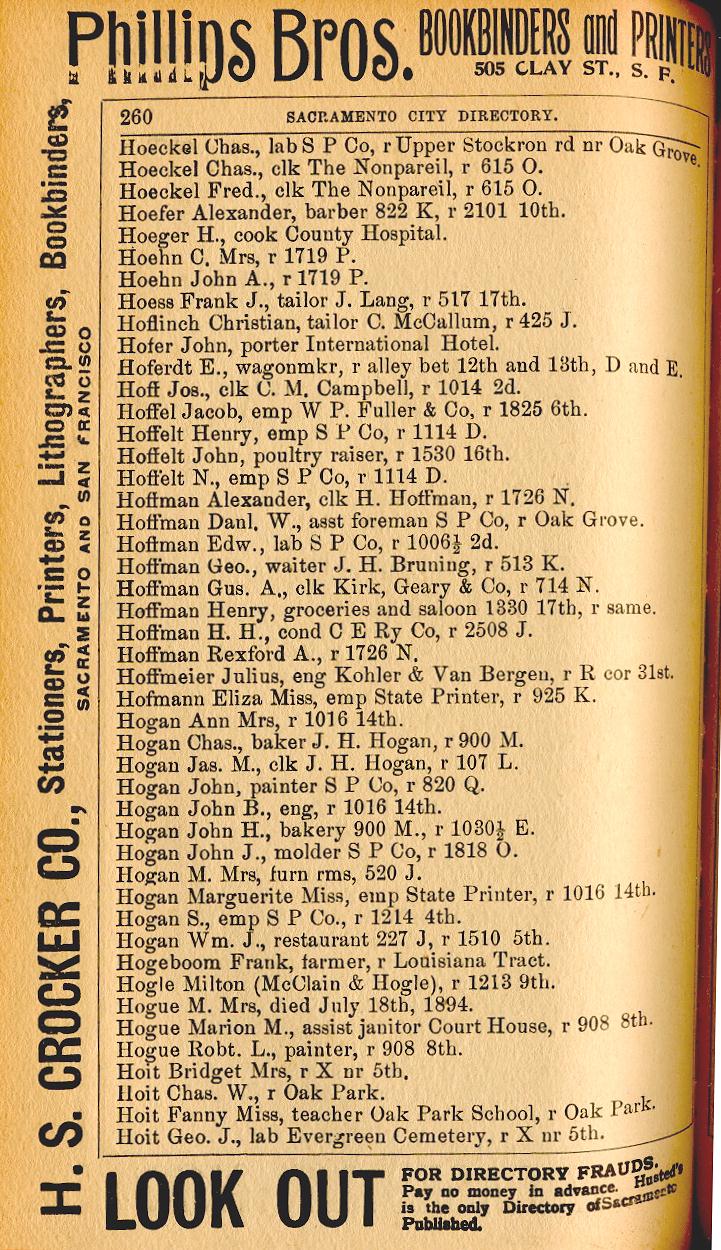 Phillips Bros. BOOKBINDERS and PRINTERS
505 CLAY ST., S. F.
H. S. CROCKER CO., Stationers, Printers, Lithographers, Bookbinders,
SACRAMENTO AND SAN FRANCISCO
260 SACRAMENTO CITY DIRECTORY.
Hoeckel Chas., lab S P Co, r Upper Stockron rd nr Oak Grove.
Hoeckel Chas., clk The Nonpareil, r 615 O.
Hoeckel Fred., clk The Nonpareil, r 615 O.
Hoefer Alexander, barber 822 K, r 2101 10th.
Hoeger H., cook County Hospital.
Hoehn C. Mrs, r 1719 P.
Hoehn John A., r 1719 P.
Hoess Frank J., tailor J. Lang, r 517 17th.
Hoflinch Christian, tailor C. McCallum, r 425 J.
Hofer John, porter International Hotel.
Hoferdt E., wagonmkr, r alley bet 12th and 13th, D and E.
Hoff Jos., clk C. M. Campbell, r 1014 2d.
Hoffel Jacob, emp W P. Fuller & Co, r 1825 6th.
Hoffelt Henry, emp S P Co, r 1114 D.
Hoffelt John, poultry raiser, r 1530 16th.
Hoffelt N., emp S P Co, r 1114 D.
Hoffman Alexander, clk H. Hoffman, r 1726 N.
Hoffman Danl. W., asst foreman S P Co, r Oak Grove.
Hoffman Edw., lab S P Co, r 1006½ 2d.
Hoffman Geo., waiter J. H. Bruning, r 513 K.
Hoffman Gus. A., clk Kirk, Geary & Co, r 714 N.
Hoffman Henry, groceries and saloon 1330 17th, r same.
Hoffman H. H., cond C E Ry Co, r 2508 J.
Hoffman Rexford A., r 1726 N.
Hoffmeier Julius, eng Kohler & Van Bergen, r R cor 31st.
Hofmann Eliza Miss, emp State Printer, r 925 K.
Hogan Ann Mrs, r 1016 14th.
Hogan Chas., baker J. H. Hogan, r 900 M.
Hogan Jas. M., clk J. H. Hogan, r 107 L.
Hogan John, painter S P Co, r 820 Q.
Hogan John B., eng, r 1016 14th.
Hogan John H., bakery 900 M., r 1030½ E.
Hogan John J., molder S P Co, r 1818 O.
Hogan M. Mrs, furn rms, 520 J.
Hogan Marguerite Miss, emp State Printer, r 1016 14th.
Hogan S., emp S P Co., r 1214 4th.
Hogan Wm. J., restaurant 227 J, r 1510 5th.
Hogeboom Frank, farmer, r Louisiana Tract.
Hogle Milton (McClain & Hogle), r 1213 9th.
Hogue M. Mrs, died July 18th, 1894.
Hogue Marion M., assist janitor Court House, r 908 8th.
Hogue Robt. L., painter, r 908 8th.
Hoit Bridget Mrs, r X nr 5th.
Hoit Chas. W., r Oak Park.
Hoit Fanny Miss, teacher Oak Park School, r Oak Park.
Hoit Geo. J., lab Evergreen Cemetery, r X nr 5th.
LOOK OUT FOR DIRECTORY FRAUDS.
Pay no money in advance. Husted's
is the only Directory of Sacramento
Published.